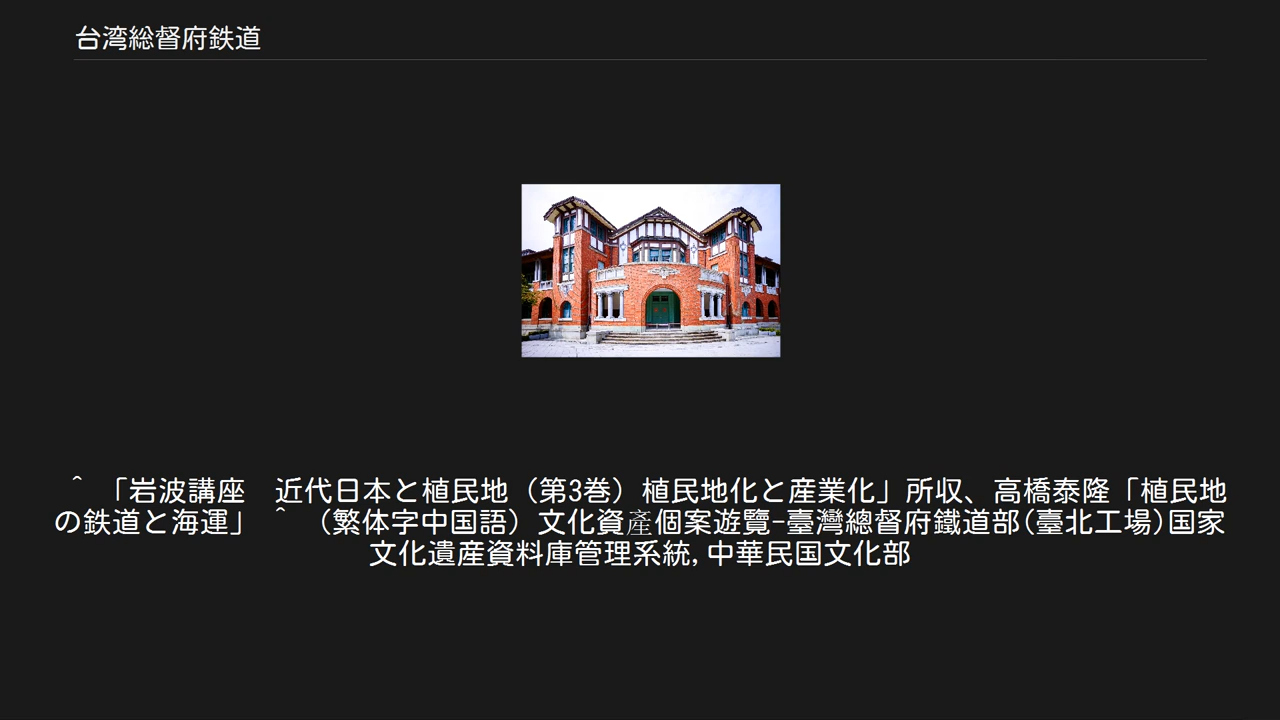 台湾総督府鉄道
^ 「岩波講座　近代日本と植民地（第3巻）植民地化と産業化」所収、高橋泰隆「植民地
の鉄道と海運」 ^ （繁体字中国語）文化資產個案遊覽-臺灣總督府鐵道部(臺北工場)国家
文化遺産資料庫管理系統,中華民国文化部